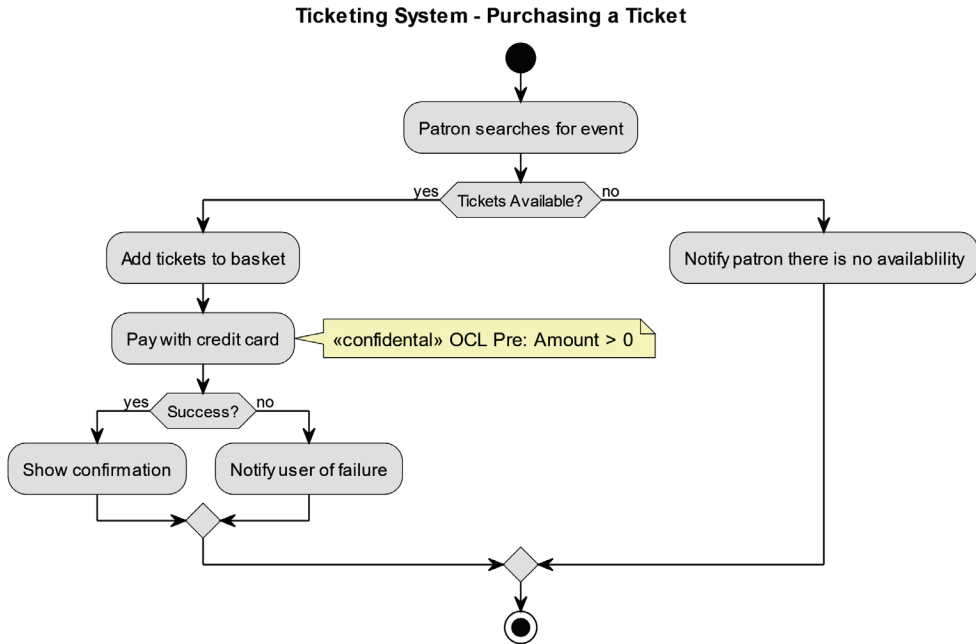 Ticketing System - Purchasing a Ticket
Patron searches for event
yes
Tickets Available?
no
Add tickets to basket
Notify patron there is no availablility
Pay with credit card
«confidental» OCL Pre: Amount > 0
yes
Success?
no
Show confirmation
Notify user of failure